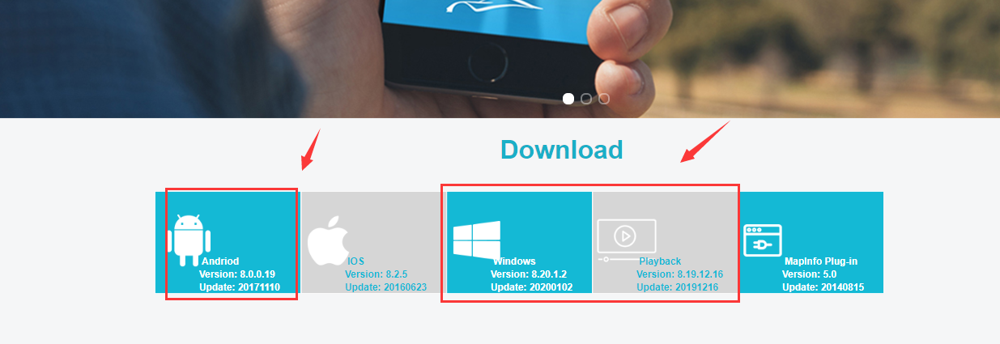 Download
Andriod
Version: 8.0.0.19
Update: 20171110
IOS
Version: 8.2.5
Update: 20160623
Windows
Version: 8.20.1.2
Update: 20200102
Playback
Version: 8.19.12.16
Update: 20191216
MapInfo Plug-in
Version: 5.0
Update: 20140815